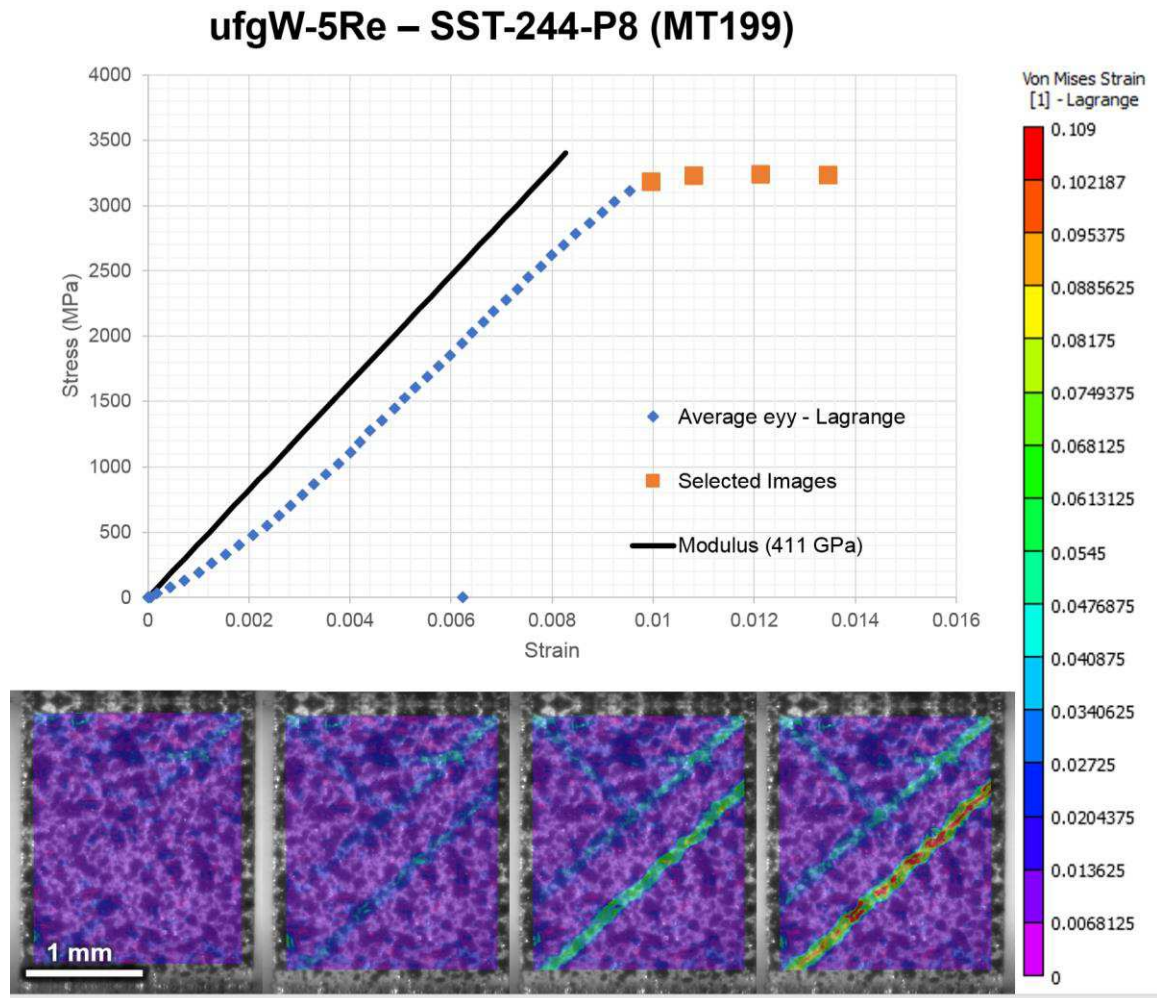 ufgW-5Re – SST-244-P8 (MT199)
4000
3500
3000
2500
2000
1500
1000
500
0
Stress (MPa)
0 0.002 0.004 0.006 0.008 0.01 0.012 0.014 0.016
Strain
Average eyy - Lagrange
Selected Images
Modulus (411 GPa)
Von Mises Strain
[1] - Lagrange
0.109
0.102187
0.095375
0.0885625
0.08175
0.0749375
0.068125
0.0613125
0.0545
0.0476875
0.040875
0.0340625
0.02725
0.0204375
0.013625
0.0068125
0
1 mm